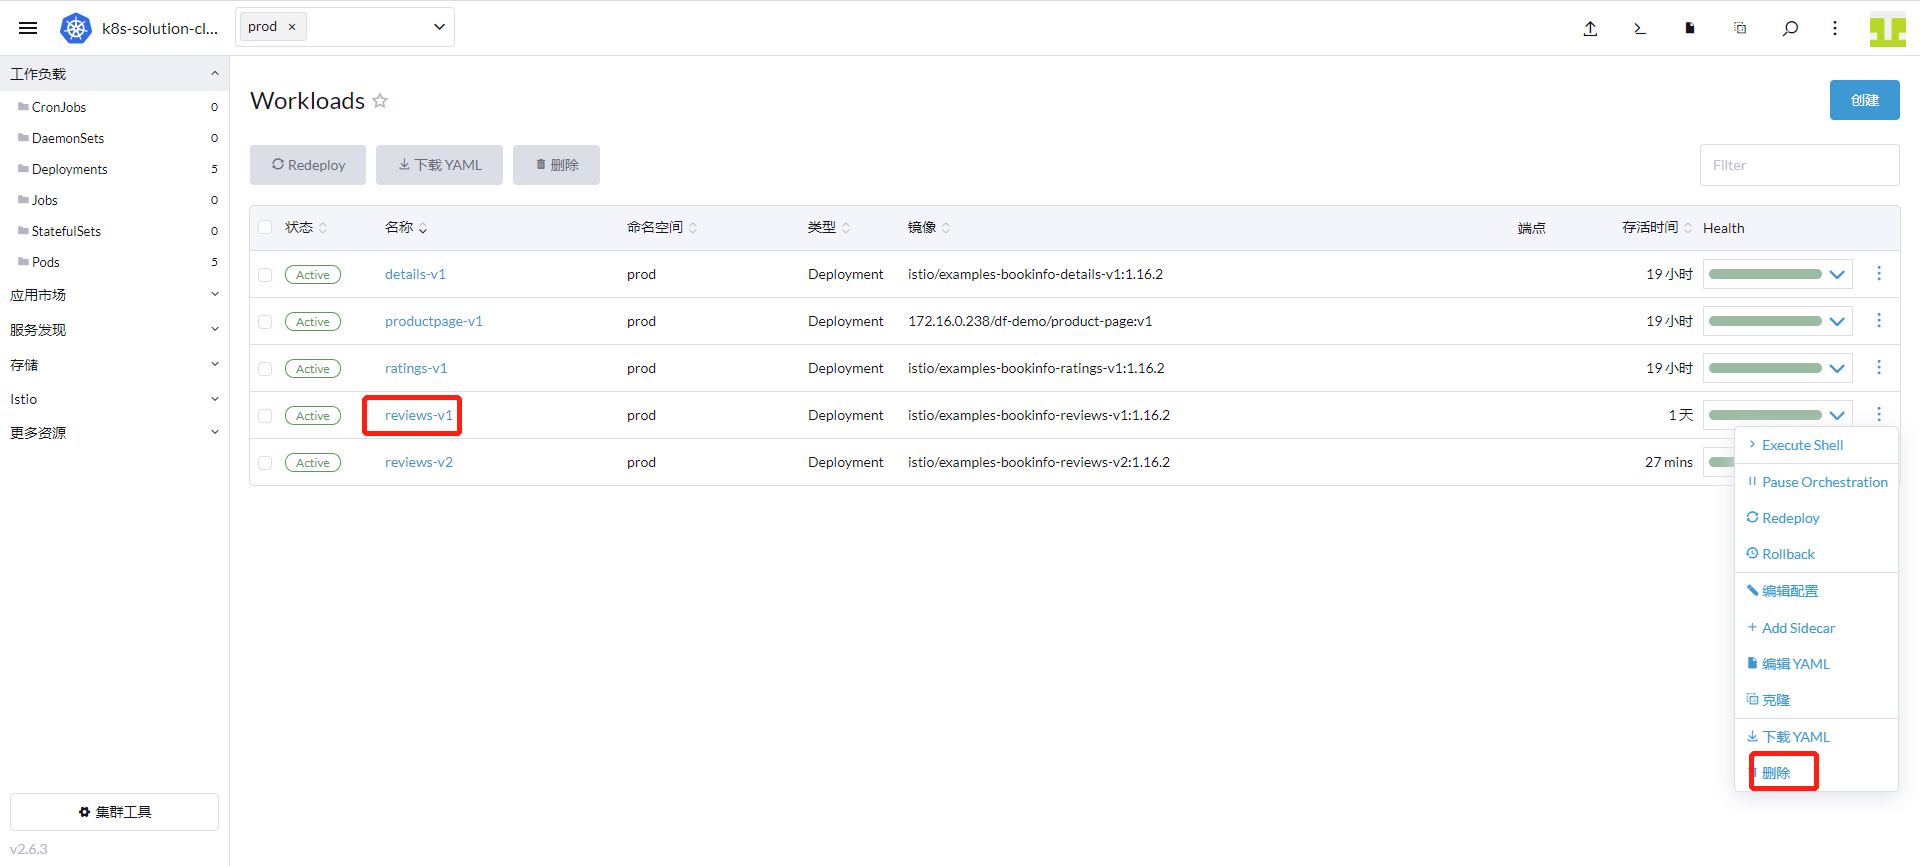 k8s-solution-cl...
prod ×
工作负载
CronJobs 0
DaemonSets 0
Deployments 5
Jobs 0
StatefulSets 0
Pods 5
应用市场
服务发现
存储
Istio
更多资源
集群工具
v2.6.3
Workloads
创建
Redeploy 下载 YAML 删除 Filter
状态 名称 命名空间 类型 镜像 端点 存活时间 Health
Active details-v1 prod Deployment istio/examples-bookinfo-details-v1:1.16.2 19 小时
Active productpage-v1 prod Deployment 172.16.0.238/df-demo/product-page:v1 19 小时
Active ratings-v1 prod Deployment istio/examples-bookinfo-ratings-v1:1.16.2 19 小时
Active reviews-v1 prod Deployment istio/examples-bookinfo-reviews-v1:1.16.2 1 天
Active reviews-v2 prod Deployment istio/examples-bookinfo-reviews-v2:1.16.2 27 mins
Execute Shell
Pause Orchestration
Redeploy
Rollback
编辑配置
Add Sidecar
编辑 YAML
克隆
下载 YAML
删除